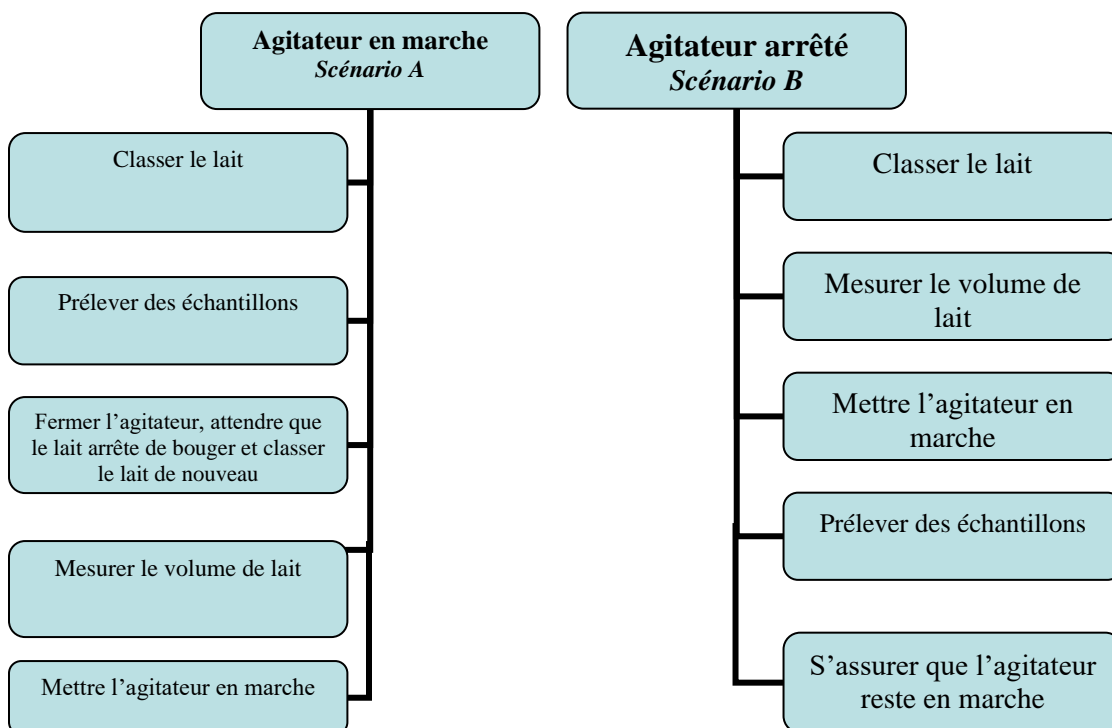 Agitateur en marche
Scénario A
Classer le lait
Prélever des échantillons
Fermer l’agitateur, attendre que
le lait arrête de bouger et classer
le lait de nouveau
Mesurer le volume de lait
Mettre l’agitateur en marche
Agitateur arrêté
Scénario B
Classer le lait
Mesurer le volume de
lait
Mettre l’agitateur en
marche
Prélever des échantillons
S’assurer que l’agitateur
reste en marche